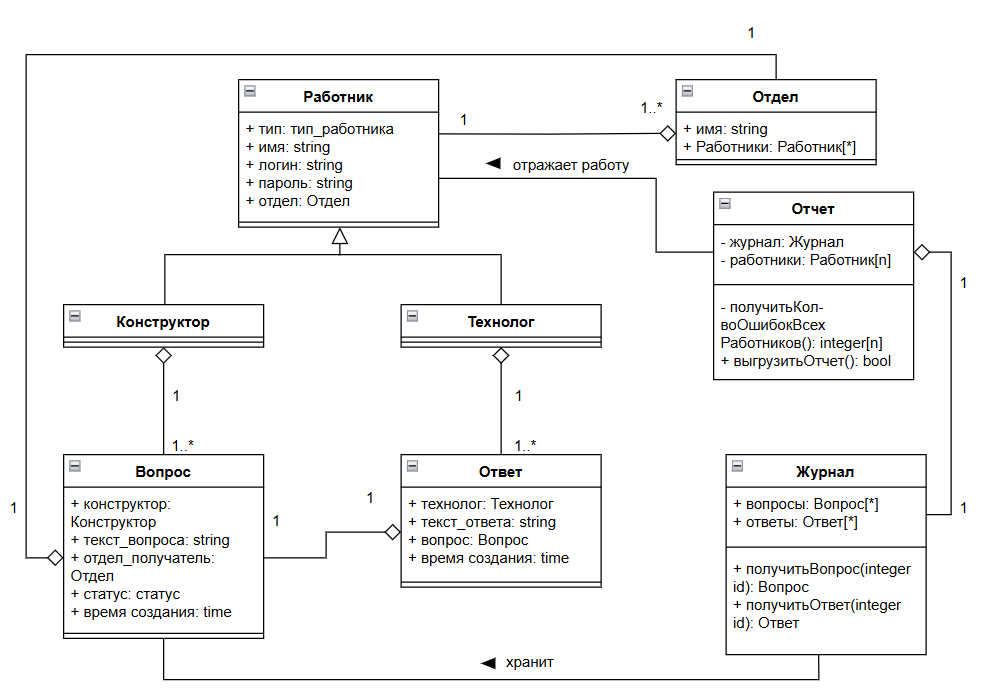 1
Работник
+ тип: тип_работника
+ имя: string
+ логин: string
+ пароль: string
+ отдел: Отдел
1
1..*
Отдел
+ имя: string
+ Работники: Работник[*]
отражает работу
Отчет
- журнал: Журнал
- работники: Работник[n]
- получитьКол-
воОшибокВсех
Работников(): integer[n]
+ выгрузитьОтчет(): bool
1
Конструктор
Технолог
1
1
1..*
1..*
Вопрос
+ конструктор:
Конструктор
+ текст_вопроса: string
+ отдел_получатель:
Отдел
+ статус: статус
+ время создания: time
1
1
1
Ответ
+ технолог: Технолог
+ текст_ответа: string
+ вопрос: Вопрос
+ время создания: time
Журнал
+ вопросы: Вопрос[*]
+ ответы: Ответ[*]
+ получитьВопрос(integer
id): Вопрос
+ получитьОтвет(integer
id): Ответ
1
хранит